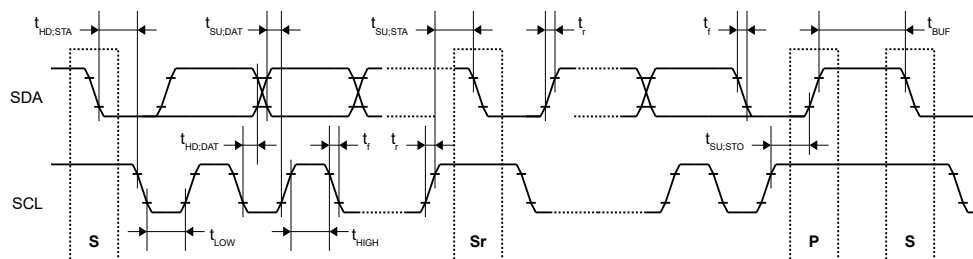 tHD;STA tSU;DAT tSU;STA tr tf tBUF
SDA
tHD;DAT tf tr tSU;STO
SCL
tLOW tHIGH
S Sr P S